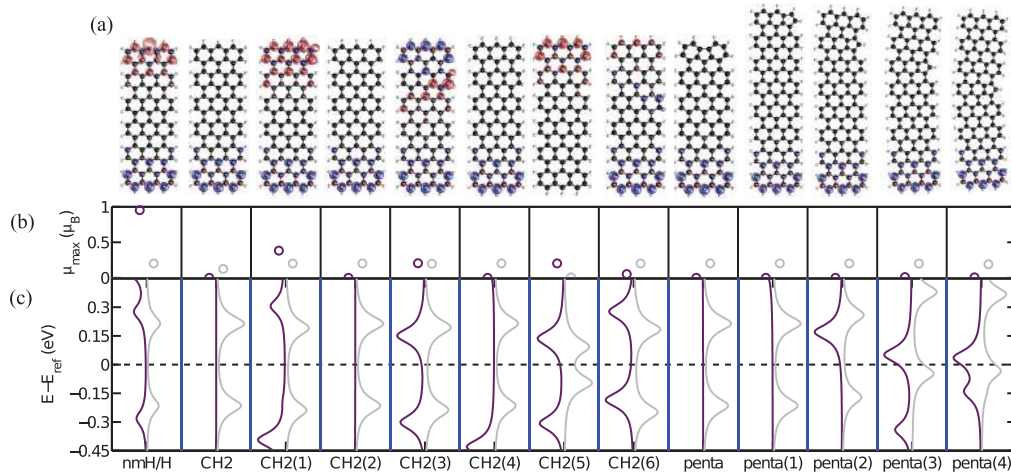 (a)
(b)
1
0.5
0
μmax (μB)
(c)
0.3
0.15
0
−0.15
−0.3
−0.45
E−Eref (eV)
nmH/H CH2 CH2(1) CH2(2) CH2(3) CH2(4) CH2(5) CH2(6) penta penta(1) penta(2) penta(3) penta(4)